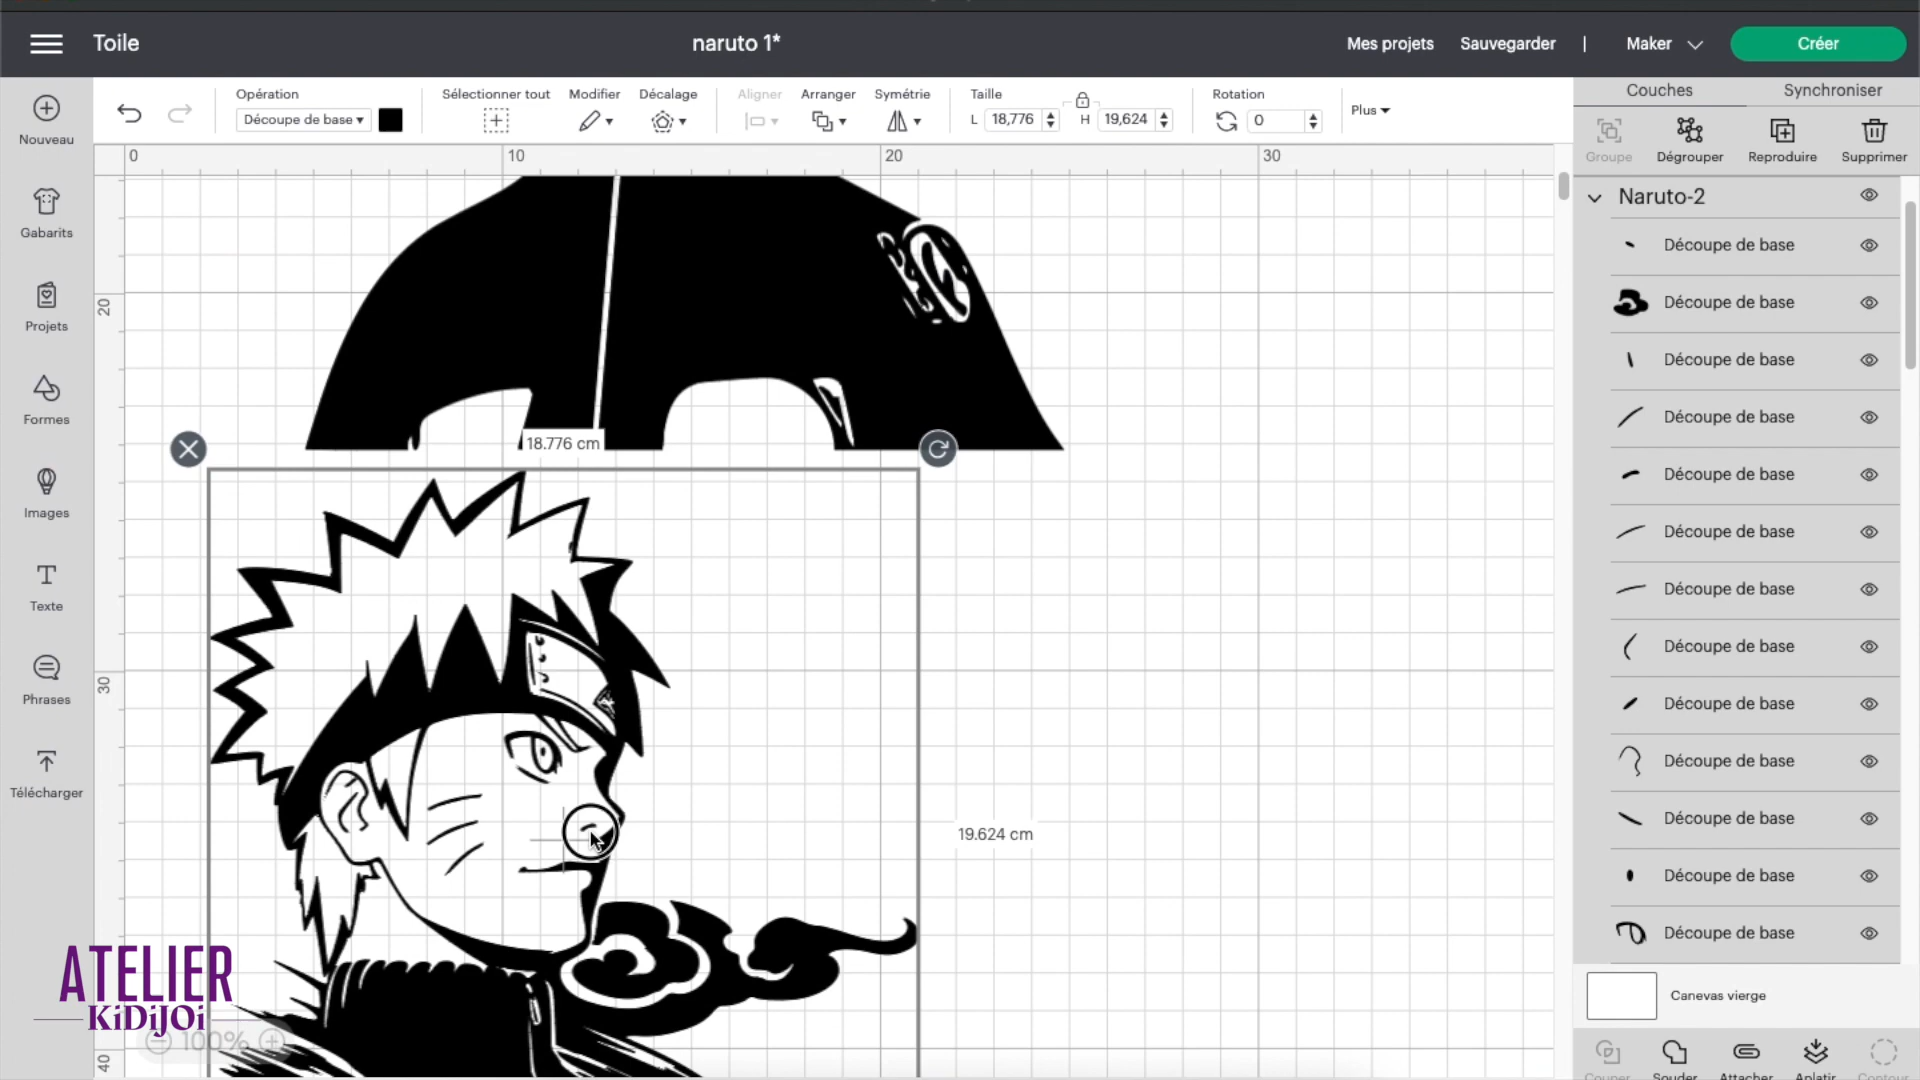 Toile
naruto 1*
Mes projets
Sauvegarder
|
Maker
Créer
Nouveau
Gabarits
Projets
Formes
Images
Texte
Phrases
Télécharger
Opération
Découpe de base
Sélectionner tout
Modifier
Décalage
Aligner
Arranger
Symétrie
Taille
L 18,776
H 19,624
Rotation
0
Plus
0 10 20 30
20
30
40
18.776 cm
19.624 cm
ATELIER
KiDiJOi
100%
Couches
Synchroniser
Groupe
Dégrouper
Reproduire
Supprimer
Naruto-2
Découpe de base
Découpe de base
Découpe de base
Découpe de base
Découpe de base
Découpe de base
Découpe de base
Découpe de base
Découpe de base
Découpe de base
Découpe de base
Découpe de base
Découpe de base
Canevas vierge
Couper
Souder
Attacher
Aplatir
Contour